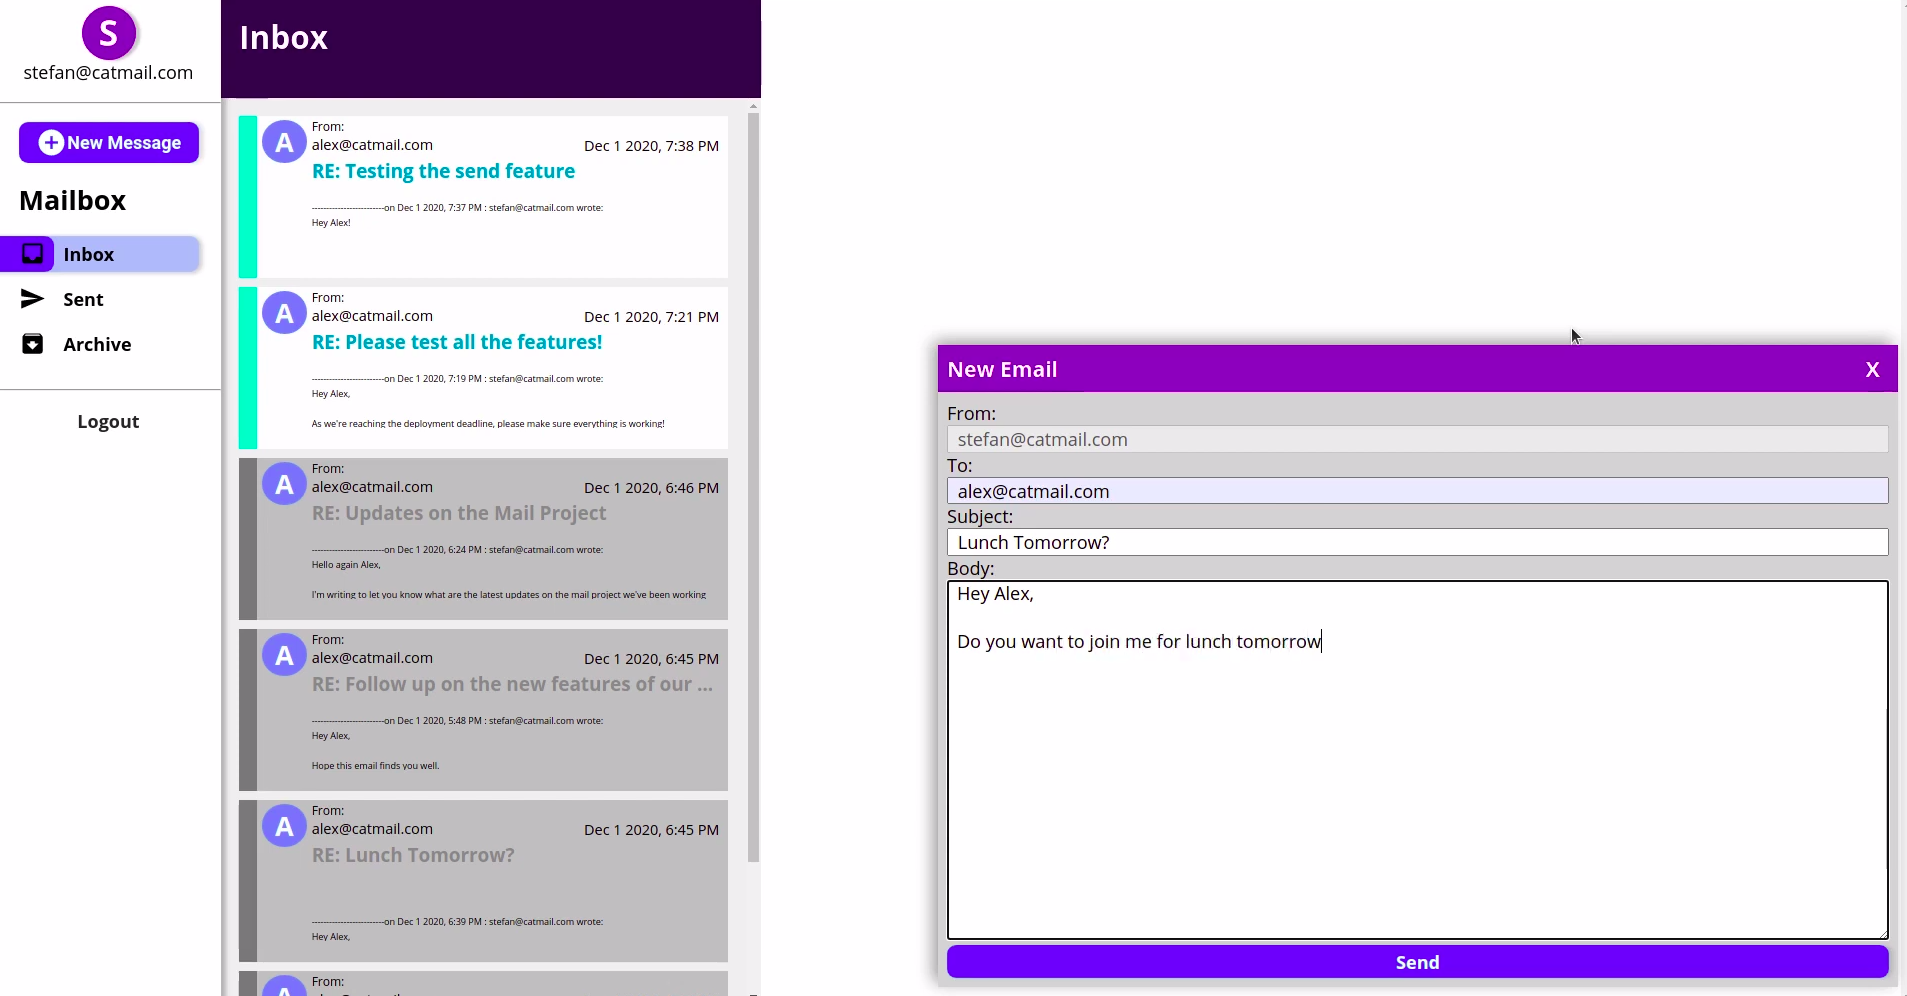 S
stefan@catmail.com
New Message
Mailbox
Inbox
Sent
Archive
Logout
Inbox
A
From:
alex@catmail.com
Dec 1 2020, 7:38 PM
RE: Testing the send feature
------------------------on Dec 1 2020, 7:37 PM : stefan@catmail.com wrote:
Hey Alex!
A
From:
alex@catmail.com
Dec 1 2020, 7:21 PM
RE: Please test all the features!
------------------------on Dec 1 2020, 7:19 PM : stefan@catmail.com wrote:
Hey Alex,
As we're reaching the deployment deadline, please make sure everything is working!
A
From:
alex@catmail.com
Dec 1 2020, 6:46 PM
RE: Updates on the Mail Project
------------------------on Dec 1 2020, 6:24 PM : stefan@catmail.com wrote:
Hello again Alex,
I'm writing to let you know what are the latest updates on the mail project we've been working
A
From:
alex@catmail.com
Dec 1 2020, 6:45 PM
RE: Follow up on the new features of our ...
------------------------on Dec 1 2020, 5:48 PM : stefan@catmail.com wrote:
Hey Alex,
Hope this email finds you well.
A
From:
alex@catmail.com
Dec 1 2020, 6:45 PM
RE: Lunch Tomorrow?
------------------------on Dec 1 2020, 6:39 PM : stefan@catmail.com wrote:
Hey Alex,
A
From:
New Email
X
From:
stefan@catmail.com
To:
alex@catmail.com
Subject:
Lunch Tomorrow?
Body:
Hey Alex,
Do you want to join me for lunch tomorrow
Send